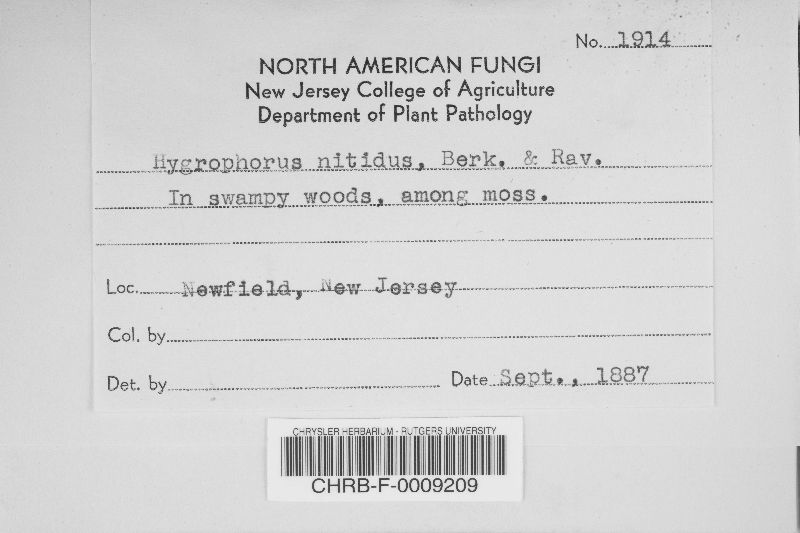 No. 1914
NORTH AMERICAN FUNGI
New Jersey College of Agriculture
Department of Plant Pathology
Hygrophorus nitidus, Berk. & Rav.
In swampy woods, among moss.
Loc. Newfield, New Jersey
Col. by
Det. by Date Sept., 1887
CHRYSLER HERBARIUM - RUTGERS UNIVERSITY
CHRB-F-0009209